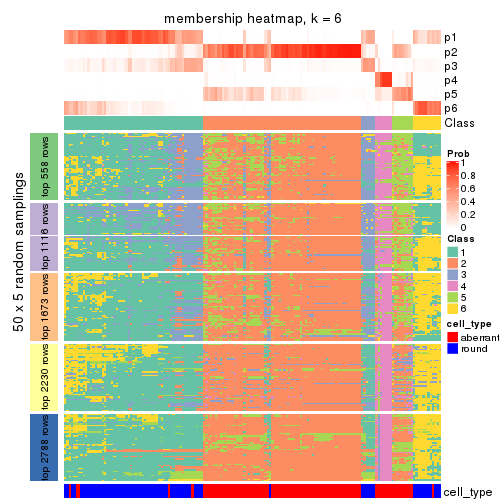 membership heatmap, k = 6
p1
p2
p3
p4
p5
p6
Class
50 x 5 random samplings
top 558 rows
top 1116 rows
top 1673 rows
top 2230 rows
top 2788 rows
cell_type
Prob
1
0.8
0.6
0.4
0.2
0
Class
1
2
3
4
5
6
cell_type
aberrant
round